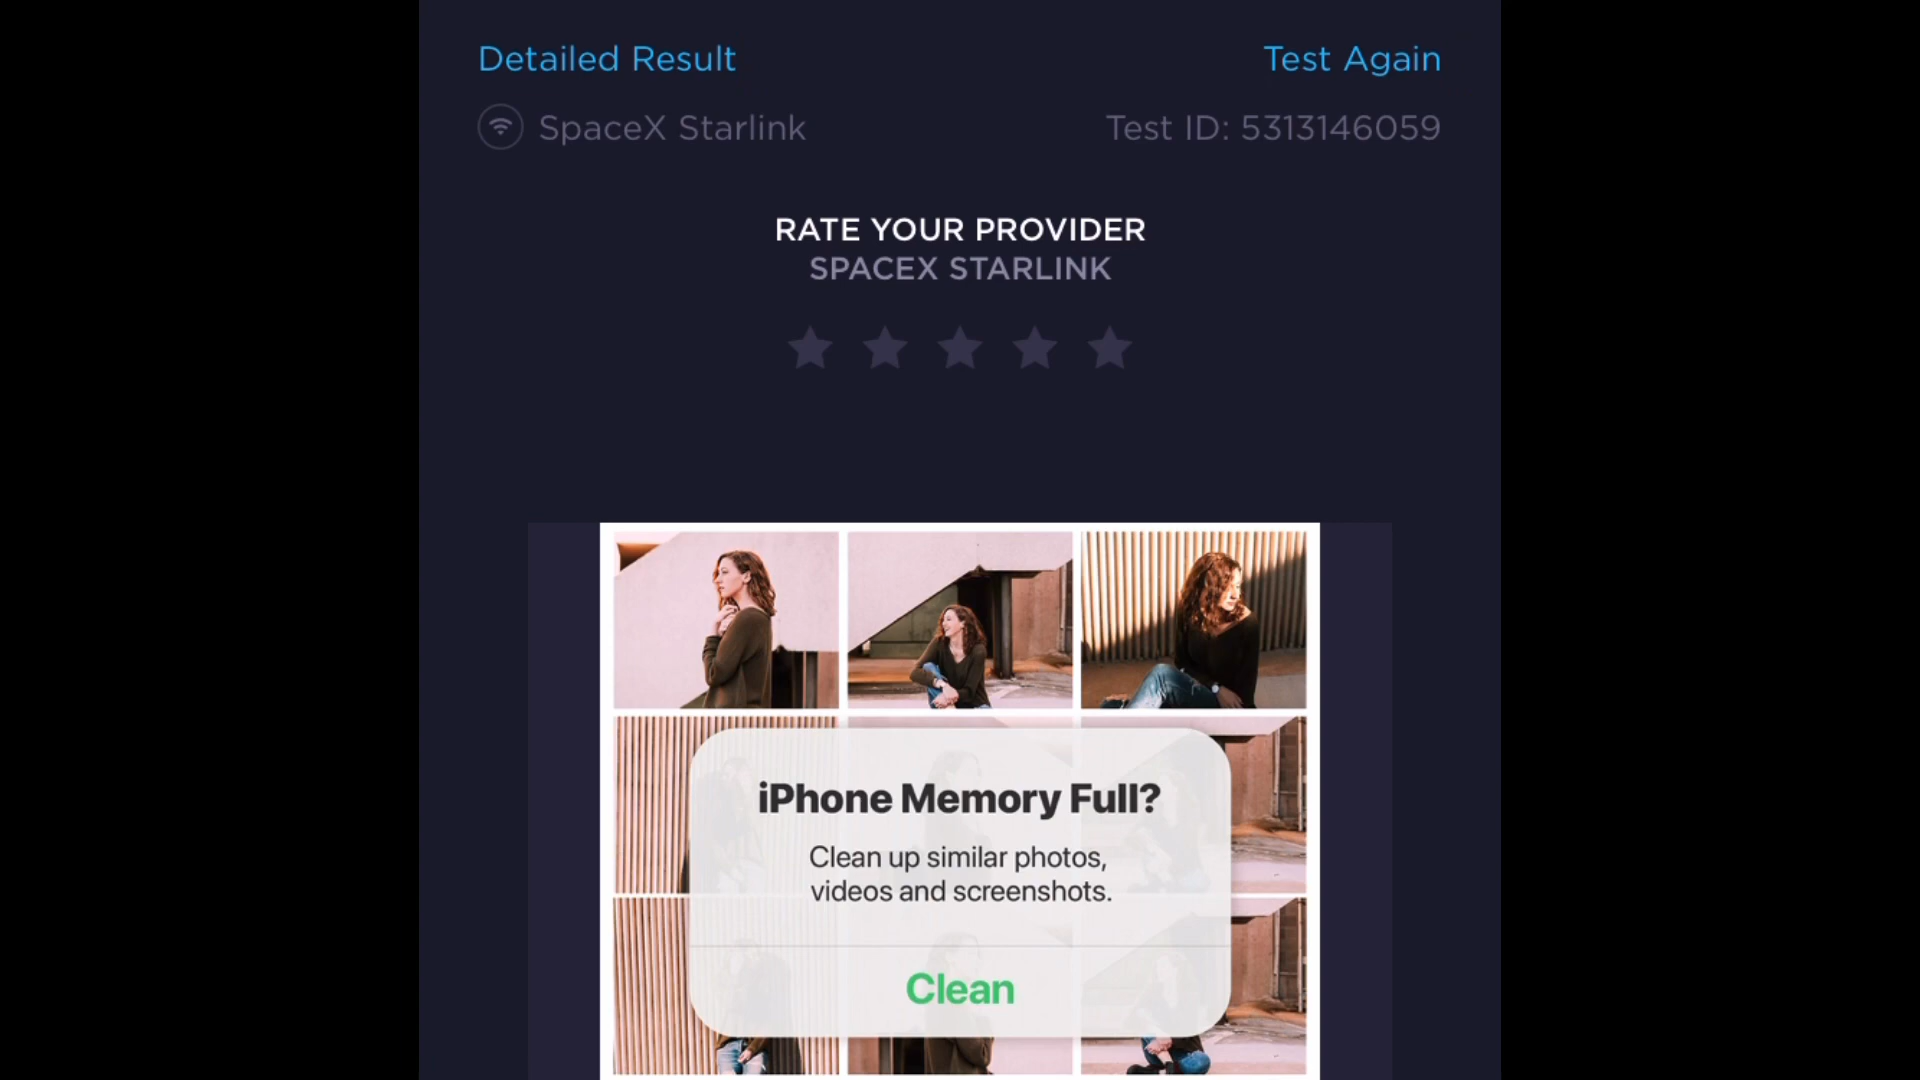 Detailed Result
Test Again
SpaceX Starlink
Test ID: 5313146059
RATE YOUR PROVIDER
SPACEX STARLINK
iPhone Memory Full?
Clean up similar photos,
videos and screenshots.
Clean